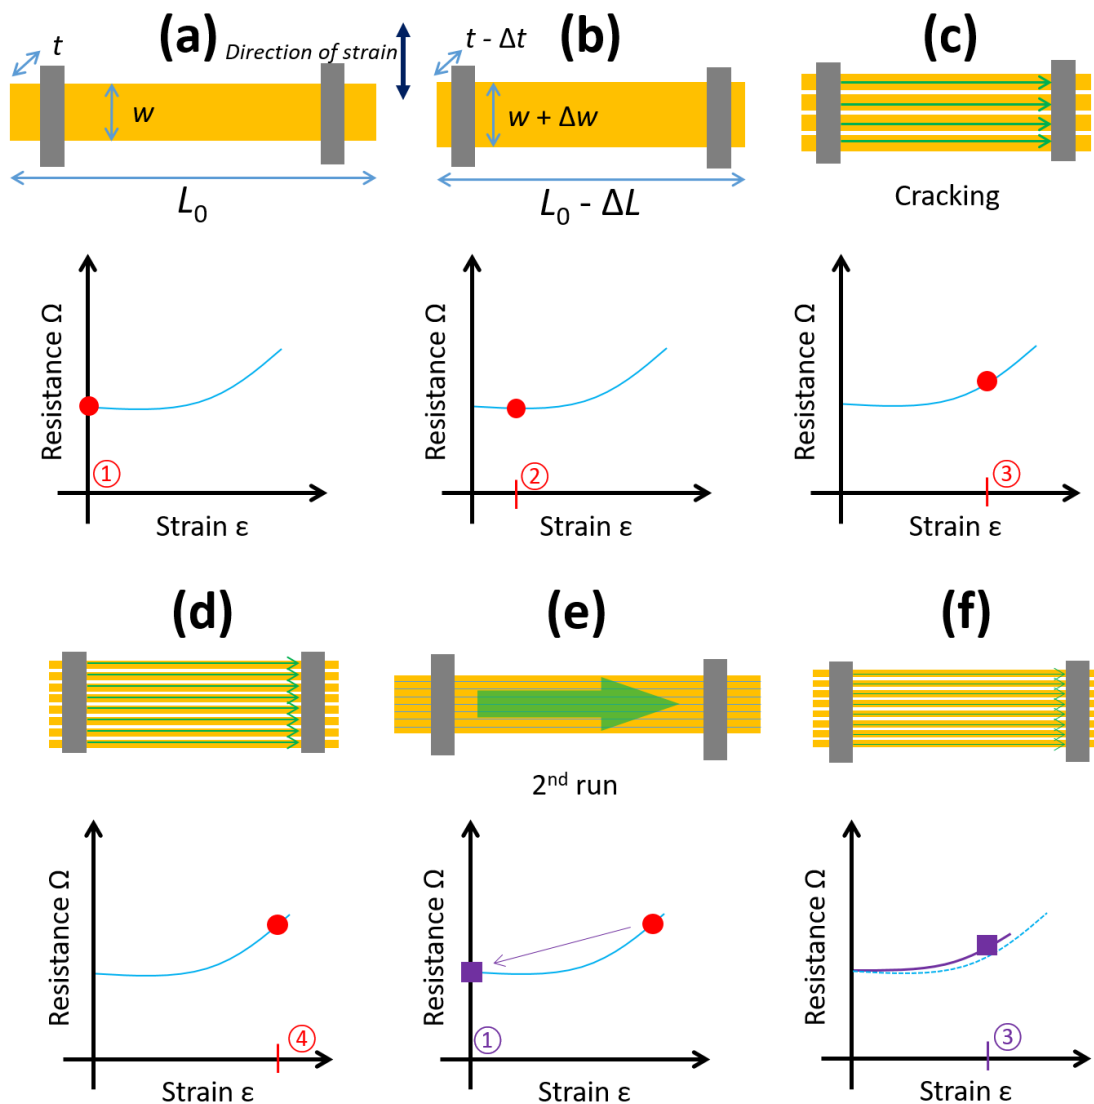 (a)
t
w
L₀
Direction of strain
(b)
t - Δt
w + Δw
L₀ - ΔL
(c)
Cracking
Resistance Ω
①
Strain ε
Resistance Ω
②
Strain ε
Resistance Ω
③
Strain ε
(d)
(e)
2ⁿᵈ run
(f)
Resistance Ω
④
Strain ε
Resistance Ω
①
Strain ε
Resistance Ω
③
Strain ε